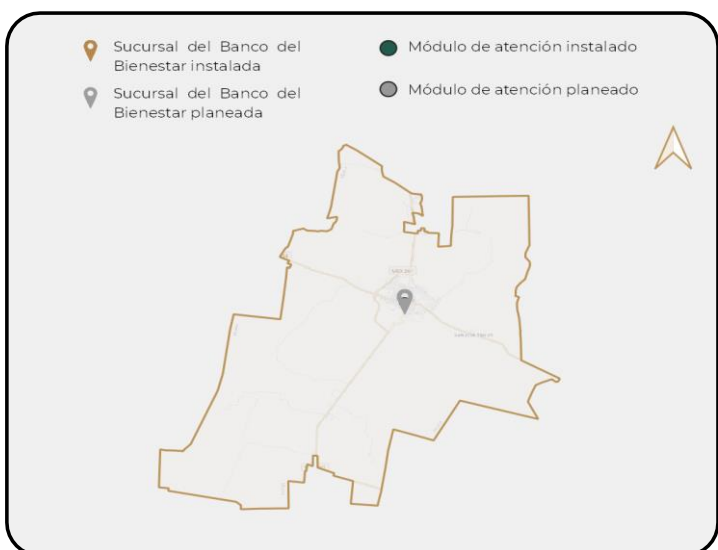 Sucursal del Banco del
Bienestar instalada
Sucursal del Banco del
Bienestar planeada
Módulo de atención instalado
Módulo de atención planeado